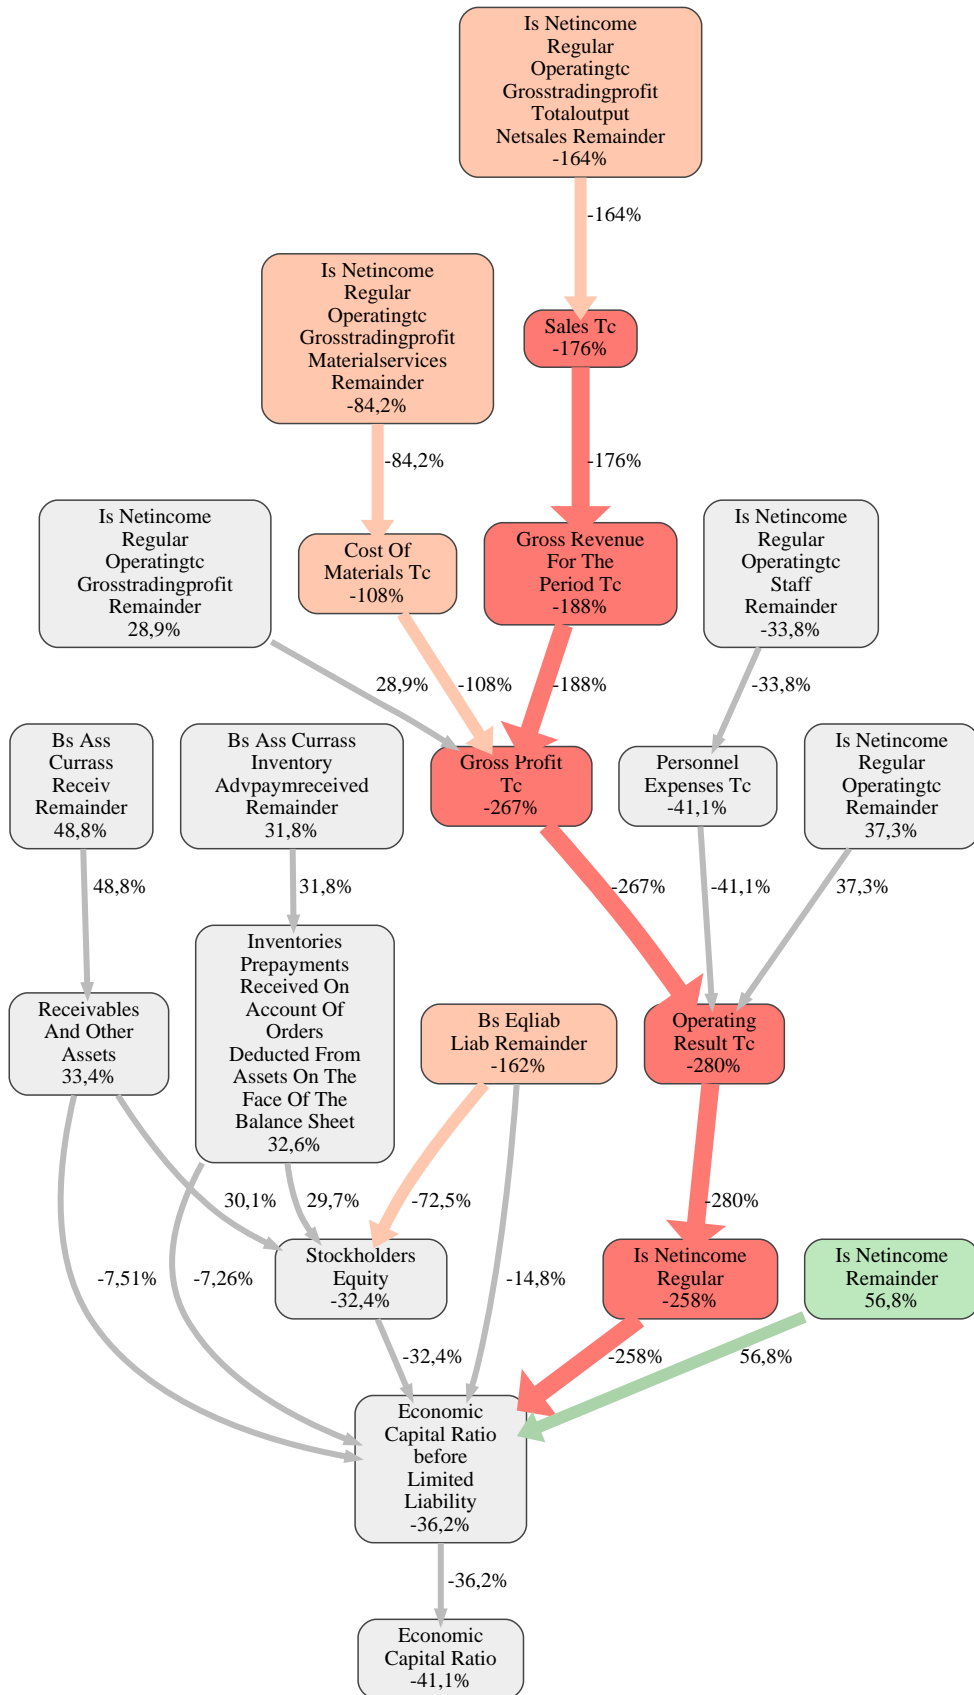 Is Netincome
Regular
Operatingtc
Grosstradingprofit
Totaloutput
Netsales Remainder
-164%
-164%
Is Netincome
Regular
Operatingtc
Grosstradingprofit
Materialservices
Remainder
-84,2%
Sales Tc
-176%
-84,2%
-176%
Is Netincome
Regular
Operatingtc
Grosstradingprofit
Remainder
28,9%
Cost Of
Materials Tc
-108%
Gross Revenue
For The
Period Tc
-188%
Is Netincome
Regular
Operatingtc
Staff
Remainder
-33,8%
28,9%
-108%
-188%
-33,8%
Bs Ass
Currass
Receiv
Remainder
48,8%
Bs Ass Currass
Inventory
Advpaymreceived
Remainder
31,8%
Gross Profit
Tc
-267%
Personnel
Expenses Tc
-41,1%
Is Netincome
Regular
Operatingtc
Remainder
37,3%
48,8%
31,8%
-267%
-41,1%
37,3%
Receivables
And Other
Assets
33,4%
Inventories
Prepayments
Received On
Account Of
Orders
Deducted From
Assets On The
Face Of The
Balance Sheet
32,6%
Bs Eqliab
Liab Remainder
-162%
Operating
Result Tc
-280%
30,1%
29,7%
-72,5%
-280%
-7,51%
-7,26%
Stockholders
Equity
-32,4%
-14,8%
Is Netincome
Regular
-258%
Is Netincome
Remainder
56,8%
-32,4%
-258%
56,8%
Economic
Capital Ratio
before
Limited
Liability
-36,2%
-36,2%
Economic
Capital Ratio
-41,1%